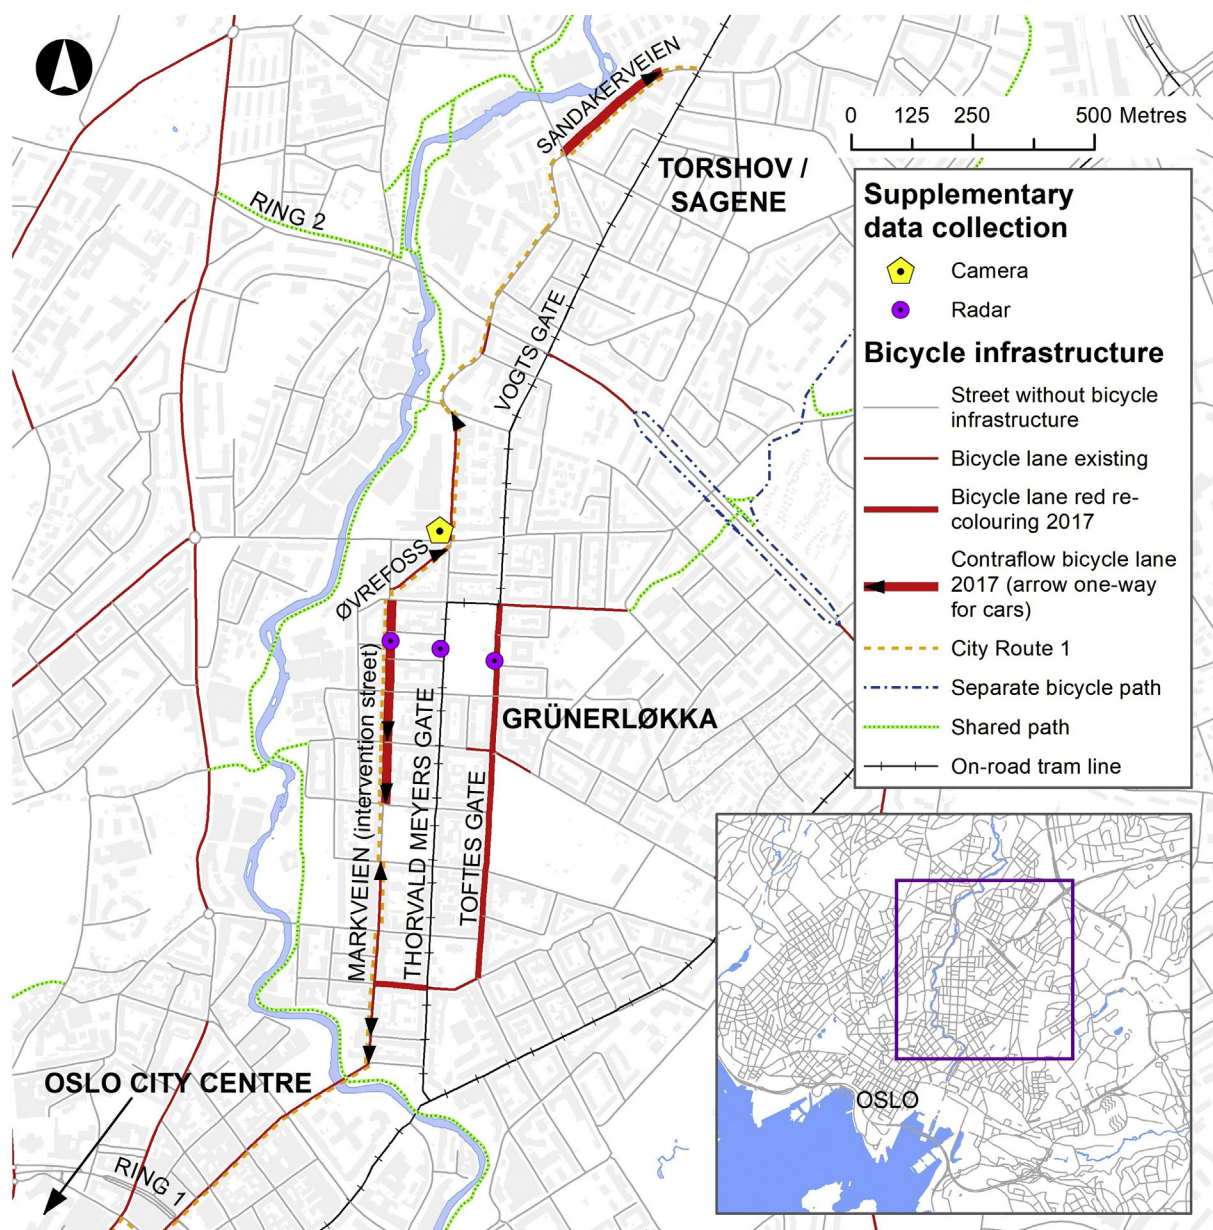 SANDAKERVEIEN
TORSHOV /
SAGENE
RING 2
VOGTS GATE
ØVREFOSS
MARKVEIEN (intervention street)
THORVALD MEYERS GATE
TOFTES GATE
GRÜNERLØKKA
OSLO CITY CENTRE
RING 1
0 125 250 500 Metres
Supplementary
data collection
Camera
Radar
Bicycle infrastructure
Street without bicycle
infrastructure
Bicycle lane existing
Bicycle lane red re-
colouring 2017
Contraflow bicycle lane
2017 (arrow one-way
for cars)
City Route 1
Separate bicycle path
Shared path
On-road tram line
OSLO